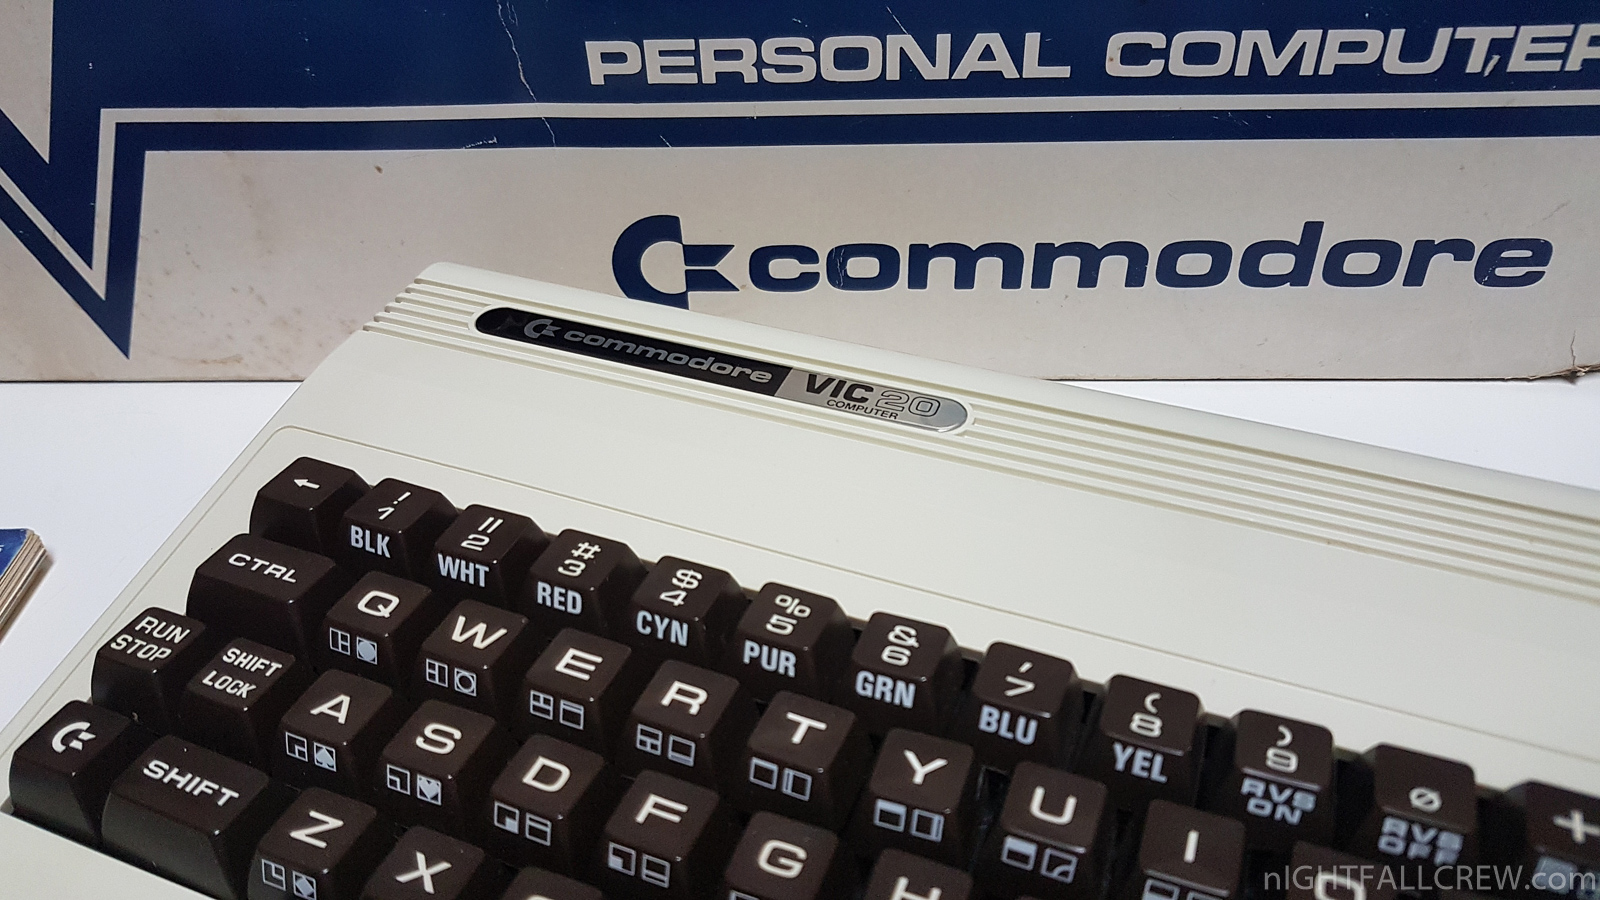 PERSONAL COMPUTER
commodore
commodore VIC 20
COMPUTER
←
! 1 BLK
" 2 WHT
# 3 RED
$ 4 CYN
% 5 PUR
& 6 GRN
' 7 BLU
( 8 YEL
) 9 RVS ON
0 RVS OFF
+
CTRL
Q
W
E
R
T
Y
U
I
O
RUN STOP
SHIFT LOCK
A
S
D
F
G
H
SHIFT
Z
X
nIGHTFALLCREW.com